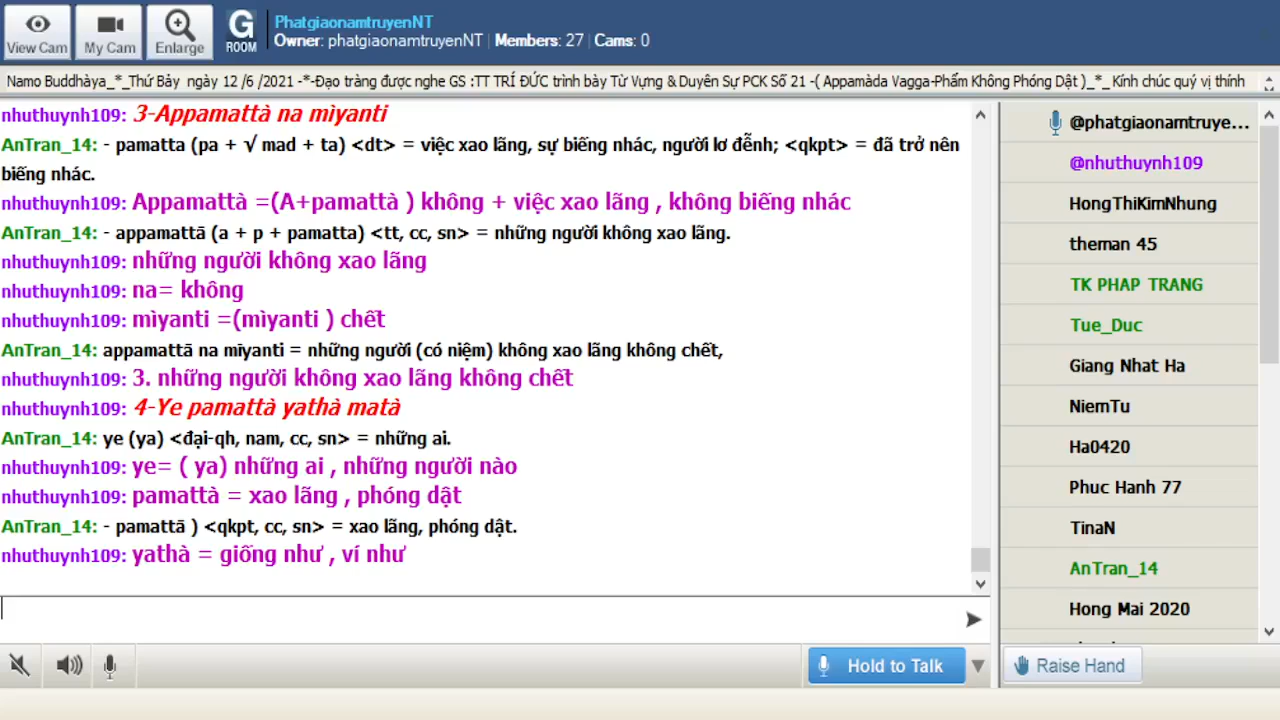 View Cam
My Cam
Enlarge
G
ROOM
PhatgiaonamtruyenNT
Owner: phatgiaonamtruyenNT | Members: 27 | Cams: 0
Namo Buddhàya_*_Thứ Bảy ngày 12 /6 /2021 -*-Đạo tràng được nghe GS :TT TRÍ ĐỨC trình bày Từ Vựng & Duyên Sự PCK Số 21 -( Appamàda Vagga-Phẩm Không Phóng Dật )_*_ Kính chúc quý vị thính
nhuthuynh109: 3-Appamattà na mìyanti
AnTran_14: - pamatta (pa + √ mad + ta) <dt> = việc xao lãng, sự biếng nhác, người lơ đễnh; <qkpt> = đã trở nên
biếng nhác.
nhuthuynh109: Appamattà =(A+pamattà ) không + việc xao lãng , không biếng nhác
AnTran_14: - appamattā (a + p + pamatta) <tt, cc, sn> = những người không xao lãng.
nhuthuynh109: những người không xao lãng
nhuthuynh109: na= không
nhuthuynh109: mìyanti =(mìyanti ) chết
AnTran_14: appamattā na mīyanti = những người (có niệm) không xao lãng không chết,
nhuthuynh109: 3. những người không xao lãng không chết
nhuthuynh109: 4-Ye pamattà yathà matà
AnTran_14: ye (ya) <đại-qh, nam, cc, sn> = những ai.
nhuthuynh109: ye= ( ya) những ai , những người nào
nhuthuynh109: pamattà = xao lãng , phóng dật
AnTran_14: - pamattā ) <qkpt, cc, sn> = xao lãng, phóng dật.
nhuthuynh109: yathà = giống như , ví như
@phatgiaonamtruye...
@nhuthuynh109
HongThiKimNhung
theman 45
TK PHAP TRANG
Tue_Duc
Giang Nhat Ha
NiemTu
Ha0420
Phuc Hanh 77
TinaN
AnTran_14
Hong Mai 2020
Hold to Talk
Raise Hand